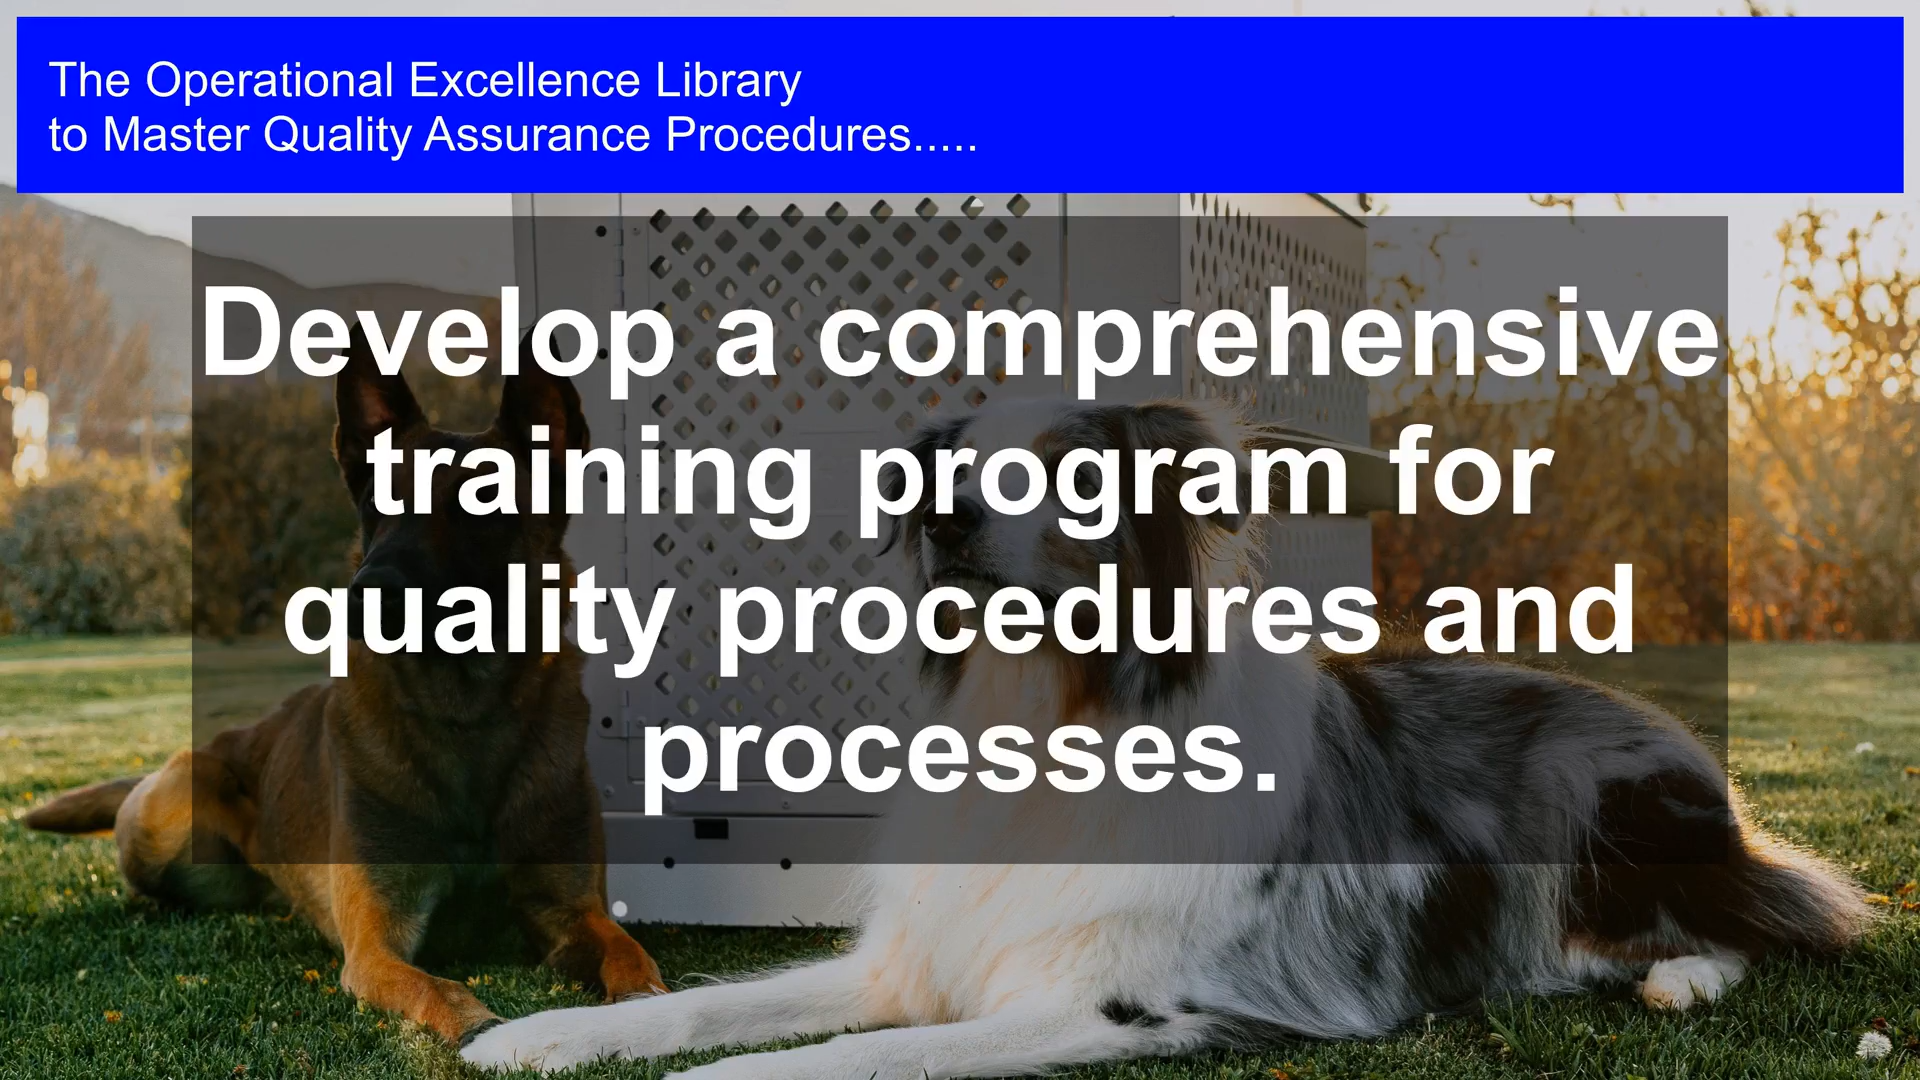 The Operational Excellence Library
to Master Quality Assurance Procedures.....
Develop a comprehensive
training program for
quality procedures and
processes.